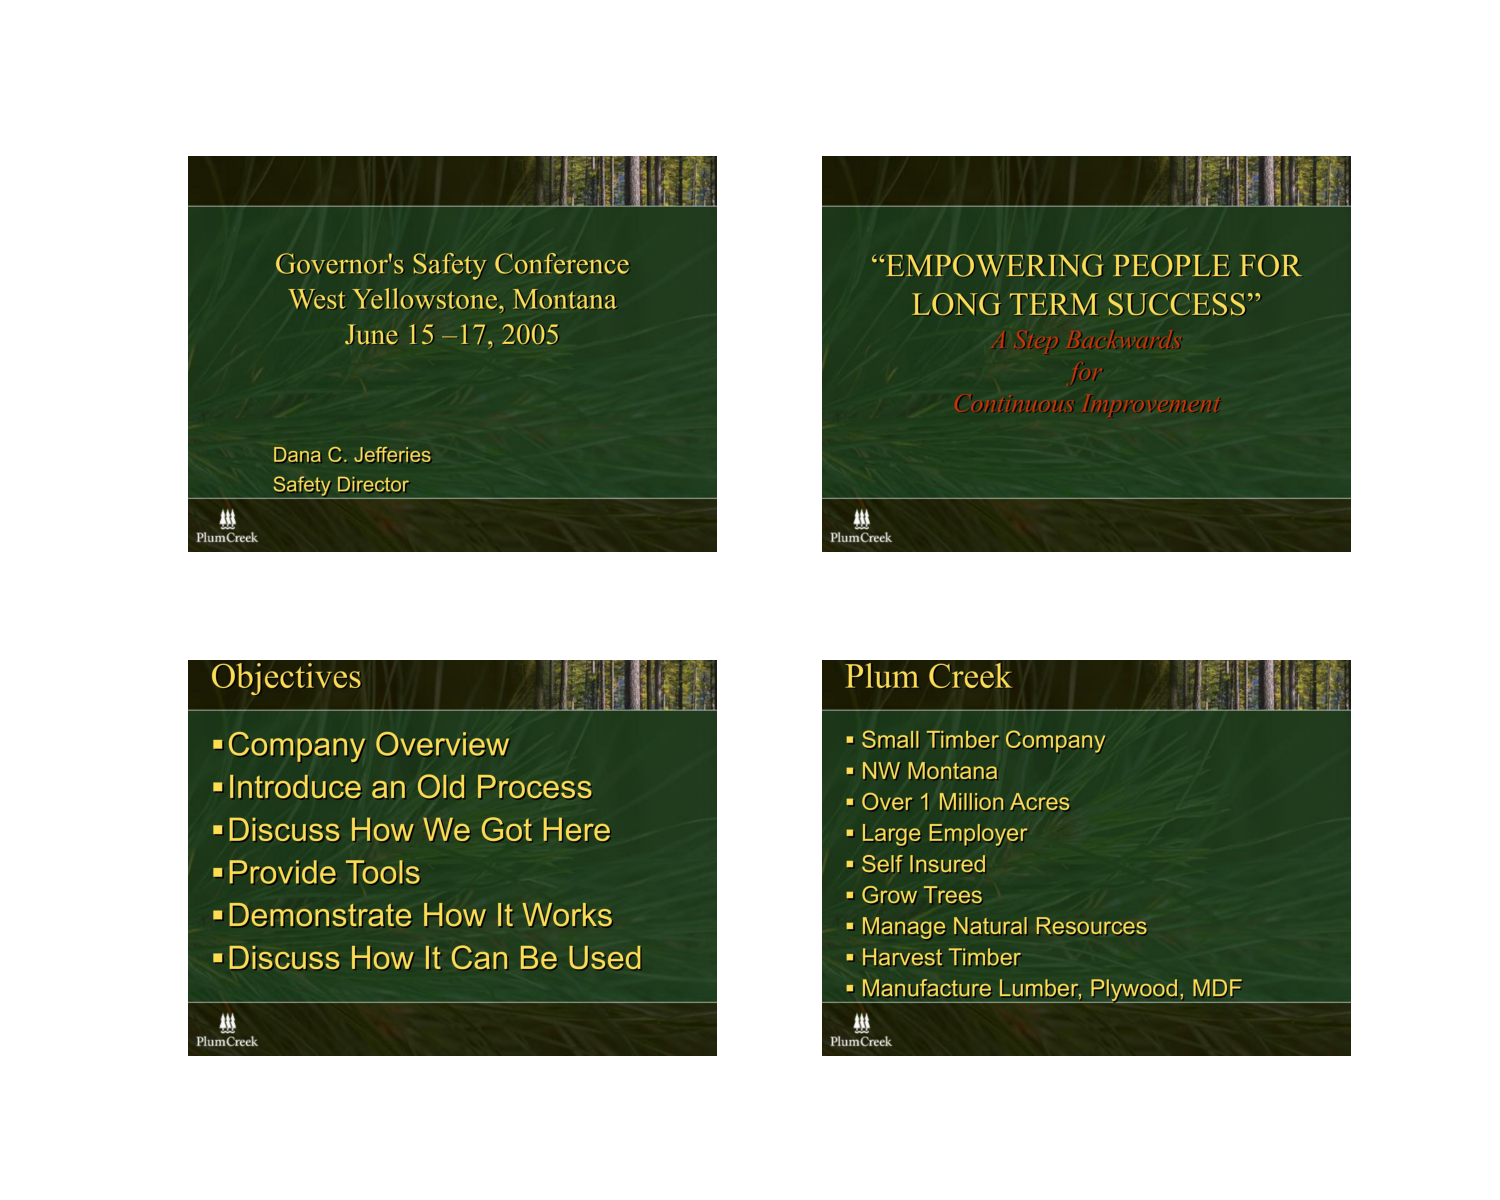 Governor's Safety Conference
West Yellowstone, Montana
June 15 –17, 2005
Dana C. Jefferies
Safety Director
PlumCreek
“EMPOWERING PEOPLE FOR
LONG TERM SUCCESS”
A Step Backwards
for
Continuous Improvement
PlumCreek
Objectives
▪Company Overview
▪Introduce an Old Process
▪Discuss How We Got Here
▪Provide Tools
▪Demonstrate How It Works
▪Discuss How It Can Be Used
PlumCreek
Plum Creek
▪ Small Timber Company
▪ NW Montana
▪ Over 1 Million Acres
▪ Large Employer
▪ Self Insured
▪ Grow Trees
▪ Manage Natural Resources
▪ Harvest Timber
▪ Manufacture Lumber, Plywood, MDF
PlumCreek